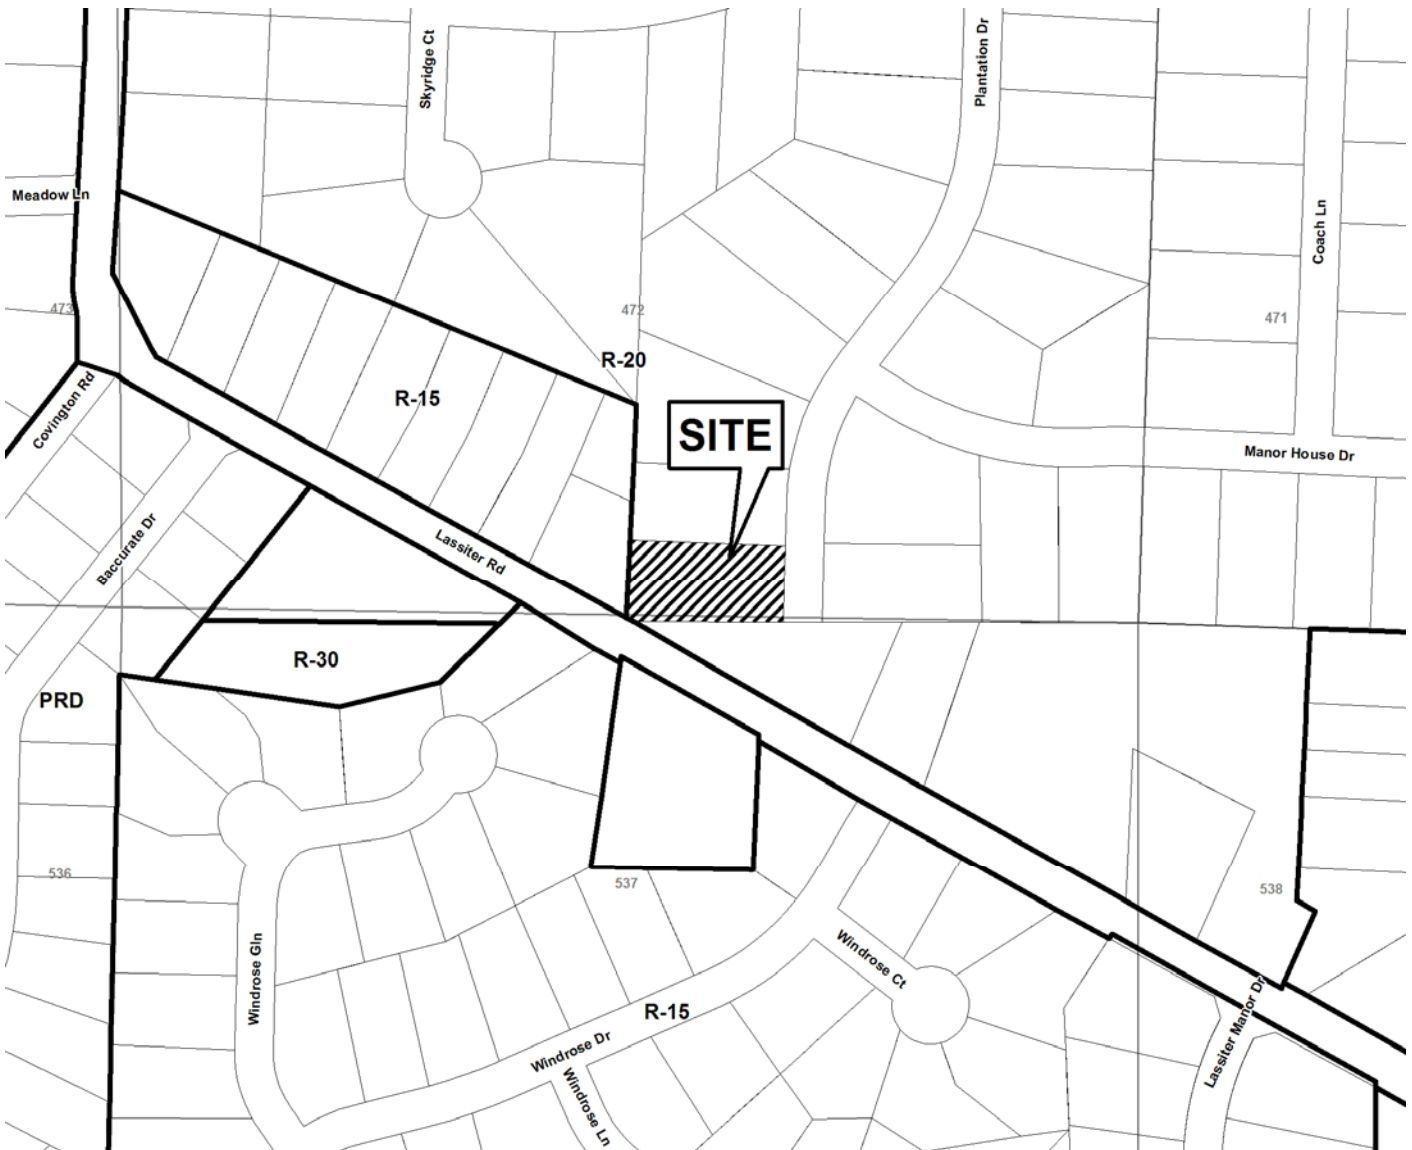 Skyridge Ct
Plantation Dr
Meadow Ln
Coach Ln
473
472
471
R-20
R-15
Covington Rd
SITE
Manor House Dr
Baccurate Dr
Lassiter Rd
R-30
PRD
536
537
538
Windrose Gln
Windrose Ct
R-15
Lassiter Manor Dr
Windrose Dr
Windrose Ln